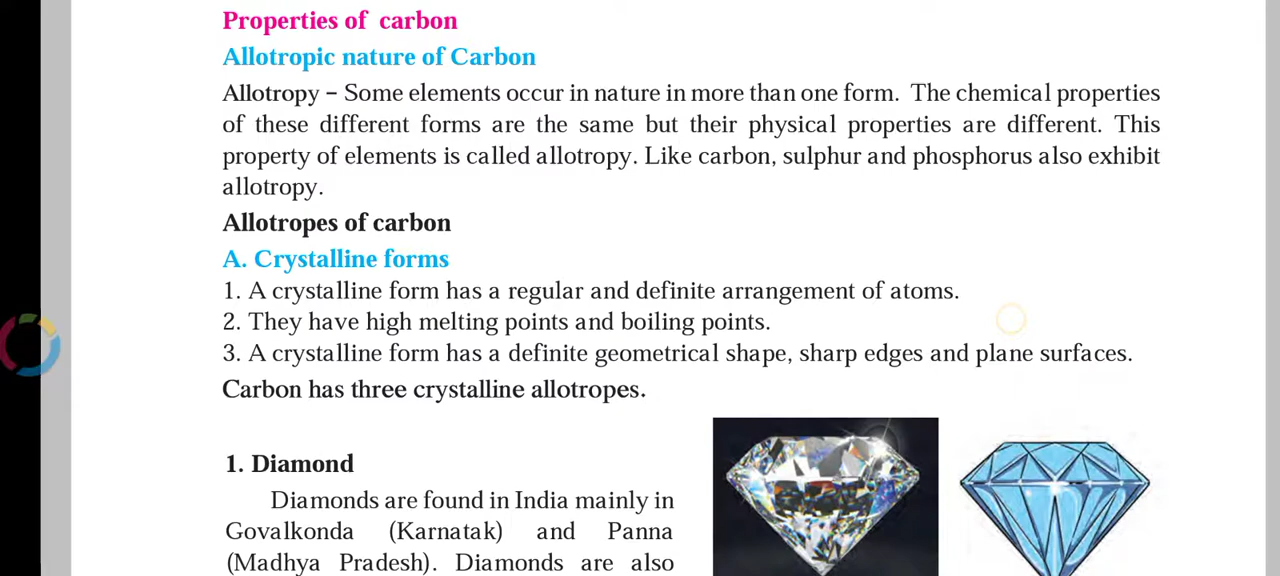 Properties of carbon
Allotropic nature of Carbon
Allotropy – Some elements occur in nature in more than one form. The chemical properties
of these different forms are the same but their physical properties are different. This
property of elements is called allotropy. Like carbon, sulphur and phosphorus also exhibit
allotropy.
Allotropes of carbon
A. Crystalline forms
1. A crystalline form has a regular and definite arrangement of atoms.
2. They have high melting points and boiling points.
3. A crystalline form has a definite geometrical shape, sharp edges and plane surfaces.
Carbon has three crystalline allotropes.
1. Diamond
Diamonds are found in India mainly in
Govalkonda (Karnatak) and Panna
(Madhya Pradesh). Diamonds are also